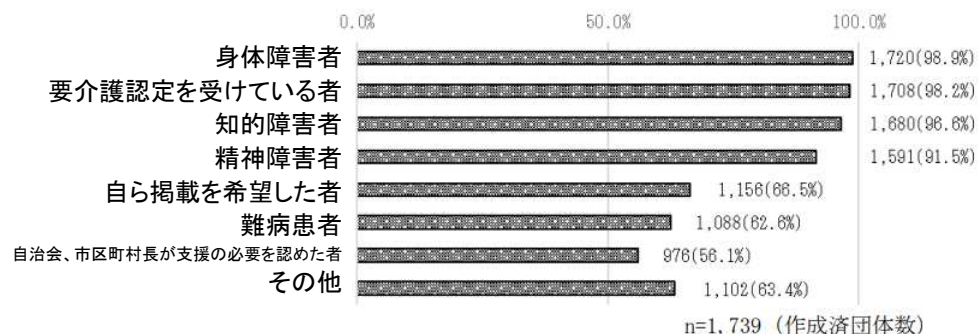 0.0% 50.0% 100.0%
身体障害者 1,720(98.9%)
要介護認定を受けている者 1,708(98.2%)
知的障害者 1,680(96.6%)
精神障害者 1,591(91.5%)
自ら掲載を希望した者 1,156(66.5%)
難病患者 1,088(62.6%)
自治会、市区町村長が支援の必要を認めた者 976(56.1%)
その他 1,102(63.4%)
n=1,739（作成済団体数）